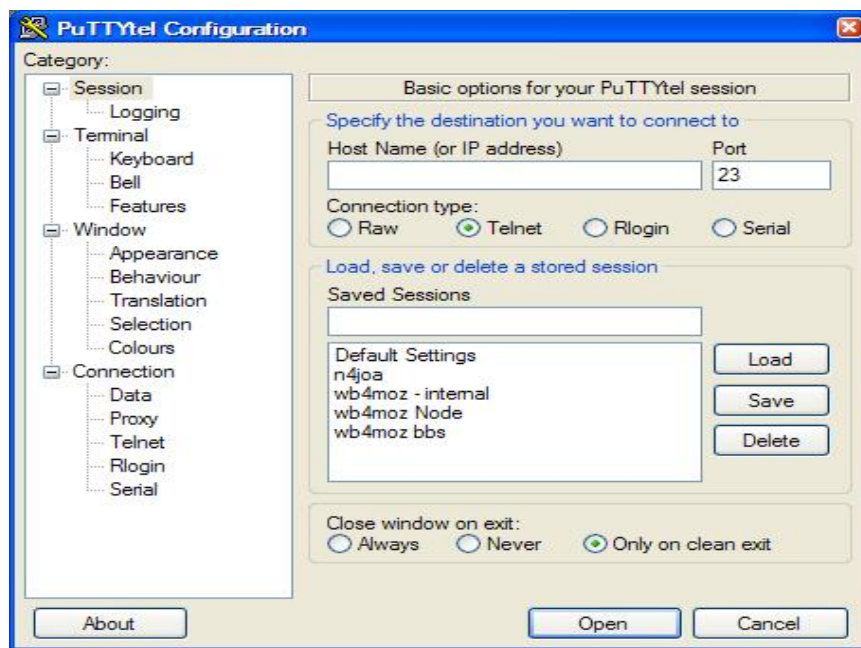 PuTTYtel Configuration
Category:
Session
Logging
Terminal
Keyboard
Bell
Features
Window
Appearance
Behaviour
Translation
Selection
Colours
Connection
Data
Proxy
Telnet
Rlogin
Serial
Basic options for your PuTTYtel session
Specify the destination you want to connect to
Host Name (or IP address) Port
23
Connection type:
Raw Telnet Rlogin Serial
Load, save or delete a stored session
Saved Sessions
Default Settings
n4joa
wb4moz - internal
wb4moz Node
wb4moz bbs
Load
Save
Delete
Close window on exit:
Always Never Only on clean exit
About Open Cancel